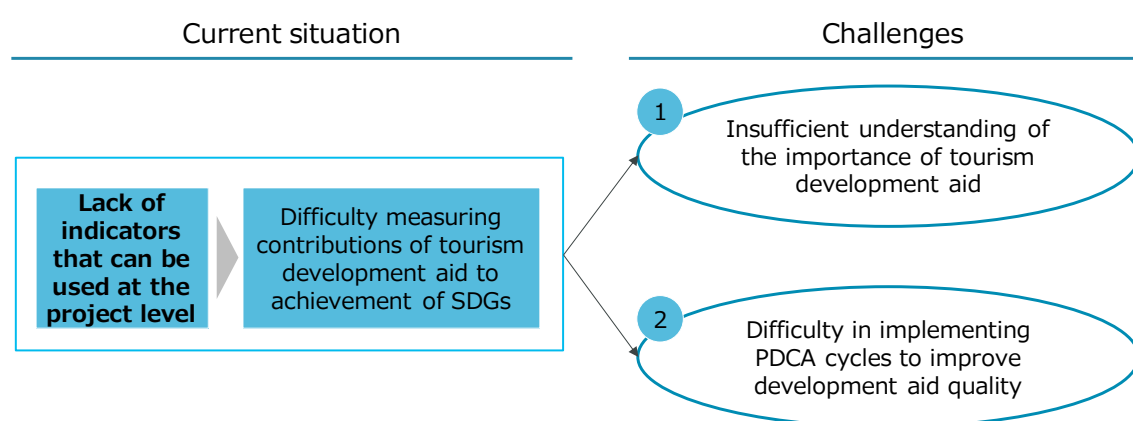 Current situation
Lack of
indicators
that can be
used at the
project level
Difficulty measuring
contributions of tourism
development aid to
achievement of SDGs
Challenges
1
Insufficient understanding of
the importance of tourism
development aid
2
Difficulty in implementing
PDCA cycles to improve
development aid quality